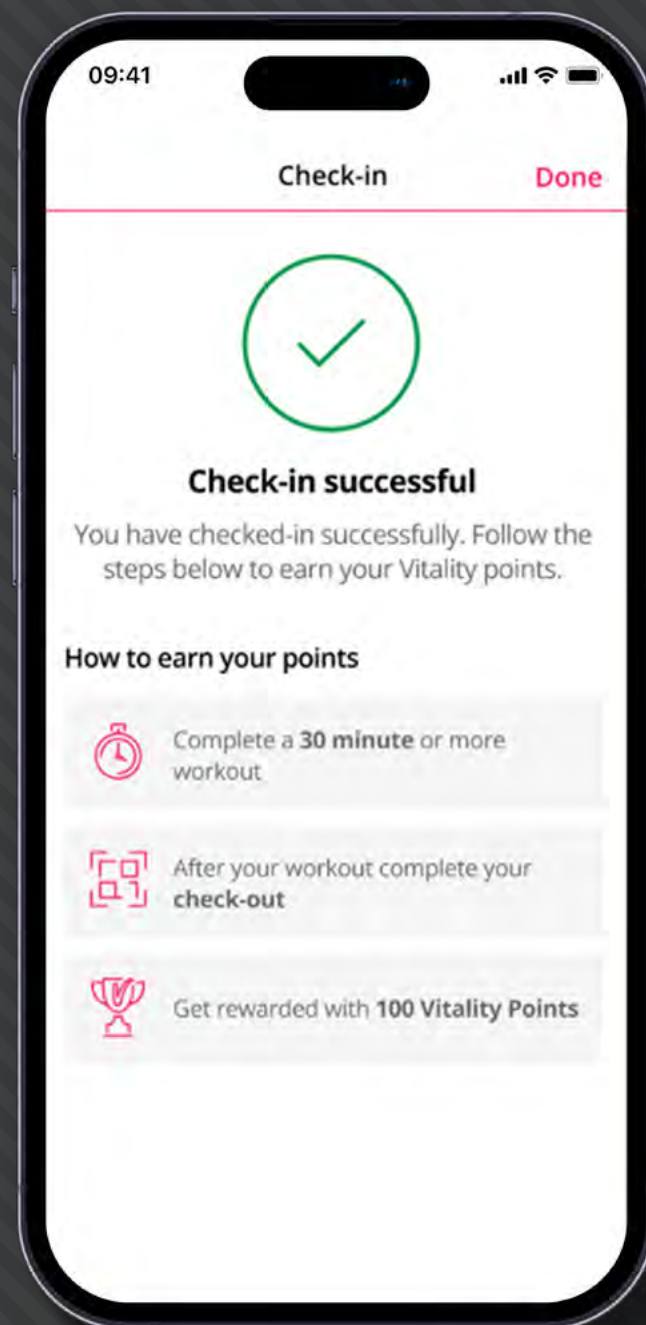 09:41
Check-in
Done
Check-in successful
You have checked-in successfully. Follow the
steps below to earn your Vitality points.
How to earn your points
Complete a 30 minute or more
workout
After your workout complete your
check-out
Get rewarded with 100 Vitality Points